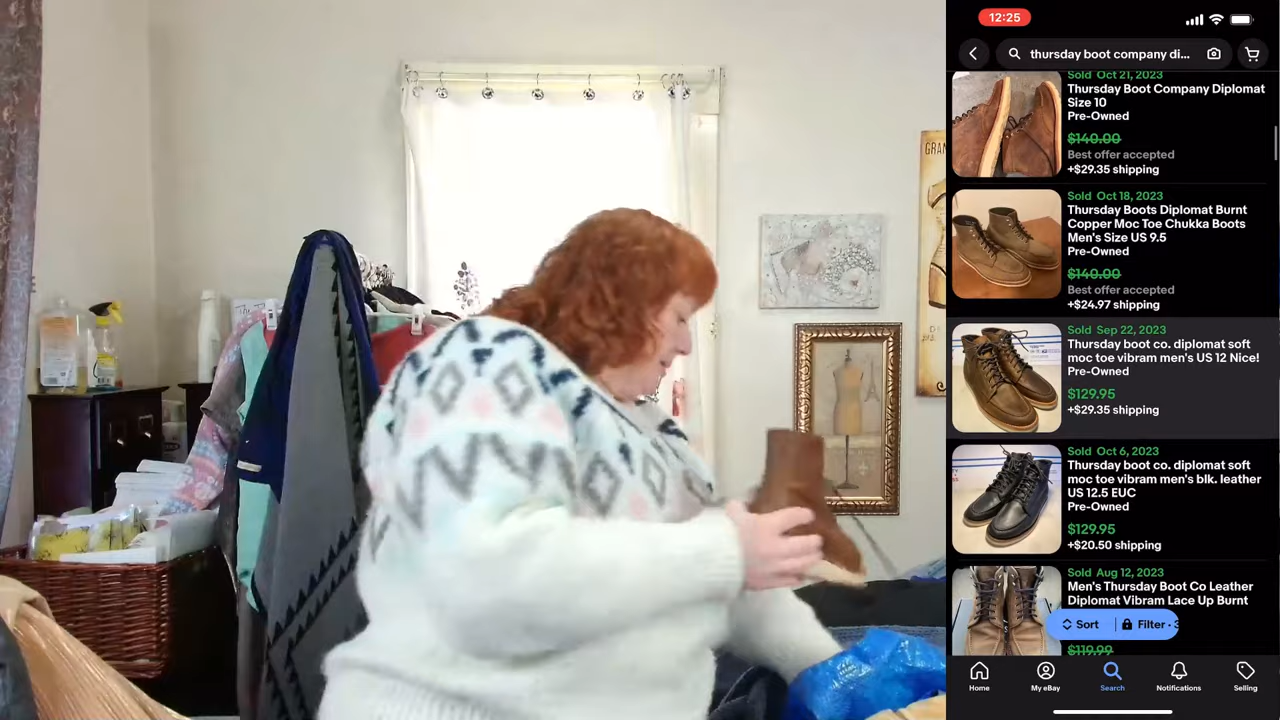 12:25
thursday boot company di...
Sold Oct 21, 2023
Thursday Boot Company Diplomat
Size 10
Pre-Owned
$140.00
Best offer accepted
+$29.35 shipping
Sold Oct 18, 2023
Thursday Boots Diplomat Burnt
Copper Moc Toe Chukka Boots
Men's Size US 9.5
Pre-Owned
$140.00
Best offer accepted
+$24.97 shipping
Sold Sep 22, 2023
Thursday boot co. diplomat soft
moc toe vibram men's US 12 Nice!
Pre-Owned
$129.95
+$29.35 shipping
Sold Oct 6, 2023
Thursday boot co. diplomat soft
moc toe vibram men's blk. leather
US 12.5 EUC
Pre-Owned
$129.95
+$20.50 shipping
Sold Aug 12, 2023
Men's Thursday Boot Co Leather
Diplomat Vibram Lace Up Burnt
Sort
Filter · 3
$119.99
Home
My eBay
Search
Notifications
Selling
GRAN